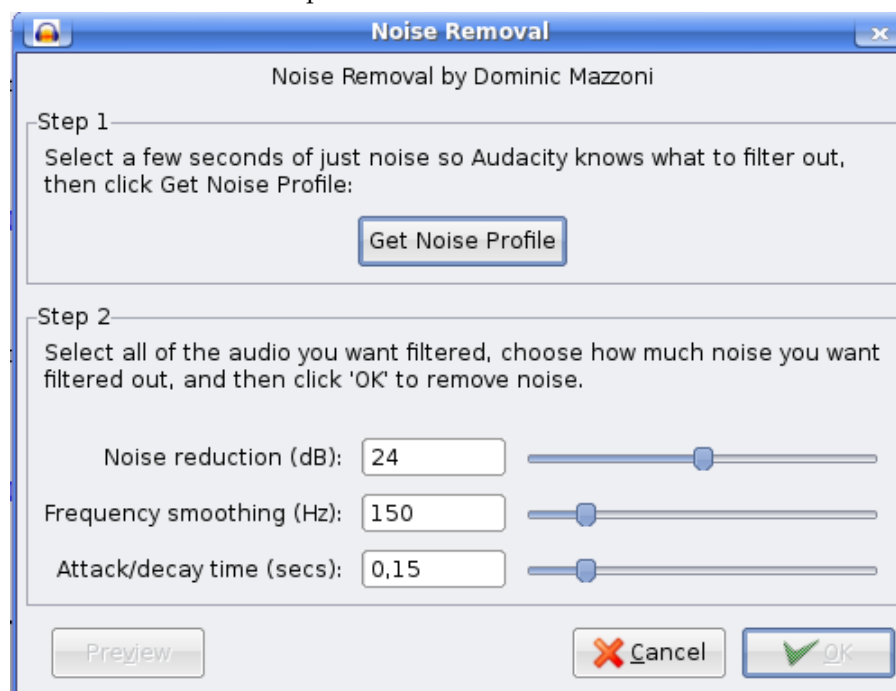 Noise Removal
Noise Removal by Dominic Mazzoni
Step 1
Select a few seconds of just noise so Audacity knows what to filter out,
then click Get Noise Profile:
Get Noise Profile
Step 2
Select all of the audio you want filtered, choose how much noise you want
filtered out, and then click 'OK' to remove noise.
Noise reduction (dB): 24
Frequency smoothing (Hz): 150
Attack/decay time (secs): 0,15
Preview Cancel OK